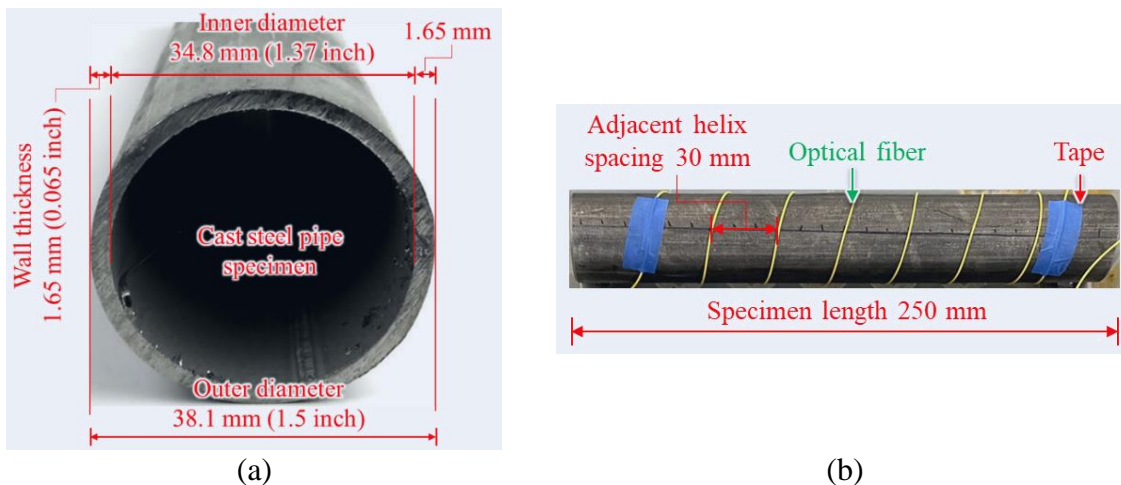 Inner diameter
34.8 mm (1.37 inch)
1.65 mm
Wall thickness
1.65 mm (0.065 inch)
Cast steel pipe
specimen
Outer diameter
38.1 mm (1.5 inch)
(a)
Adjacent helix
spacing 30 mm
Optical fiber
Tape
Specimen length 250 mm
(b)